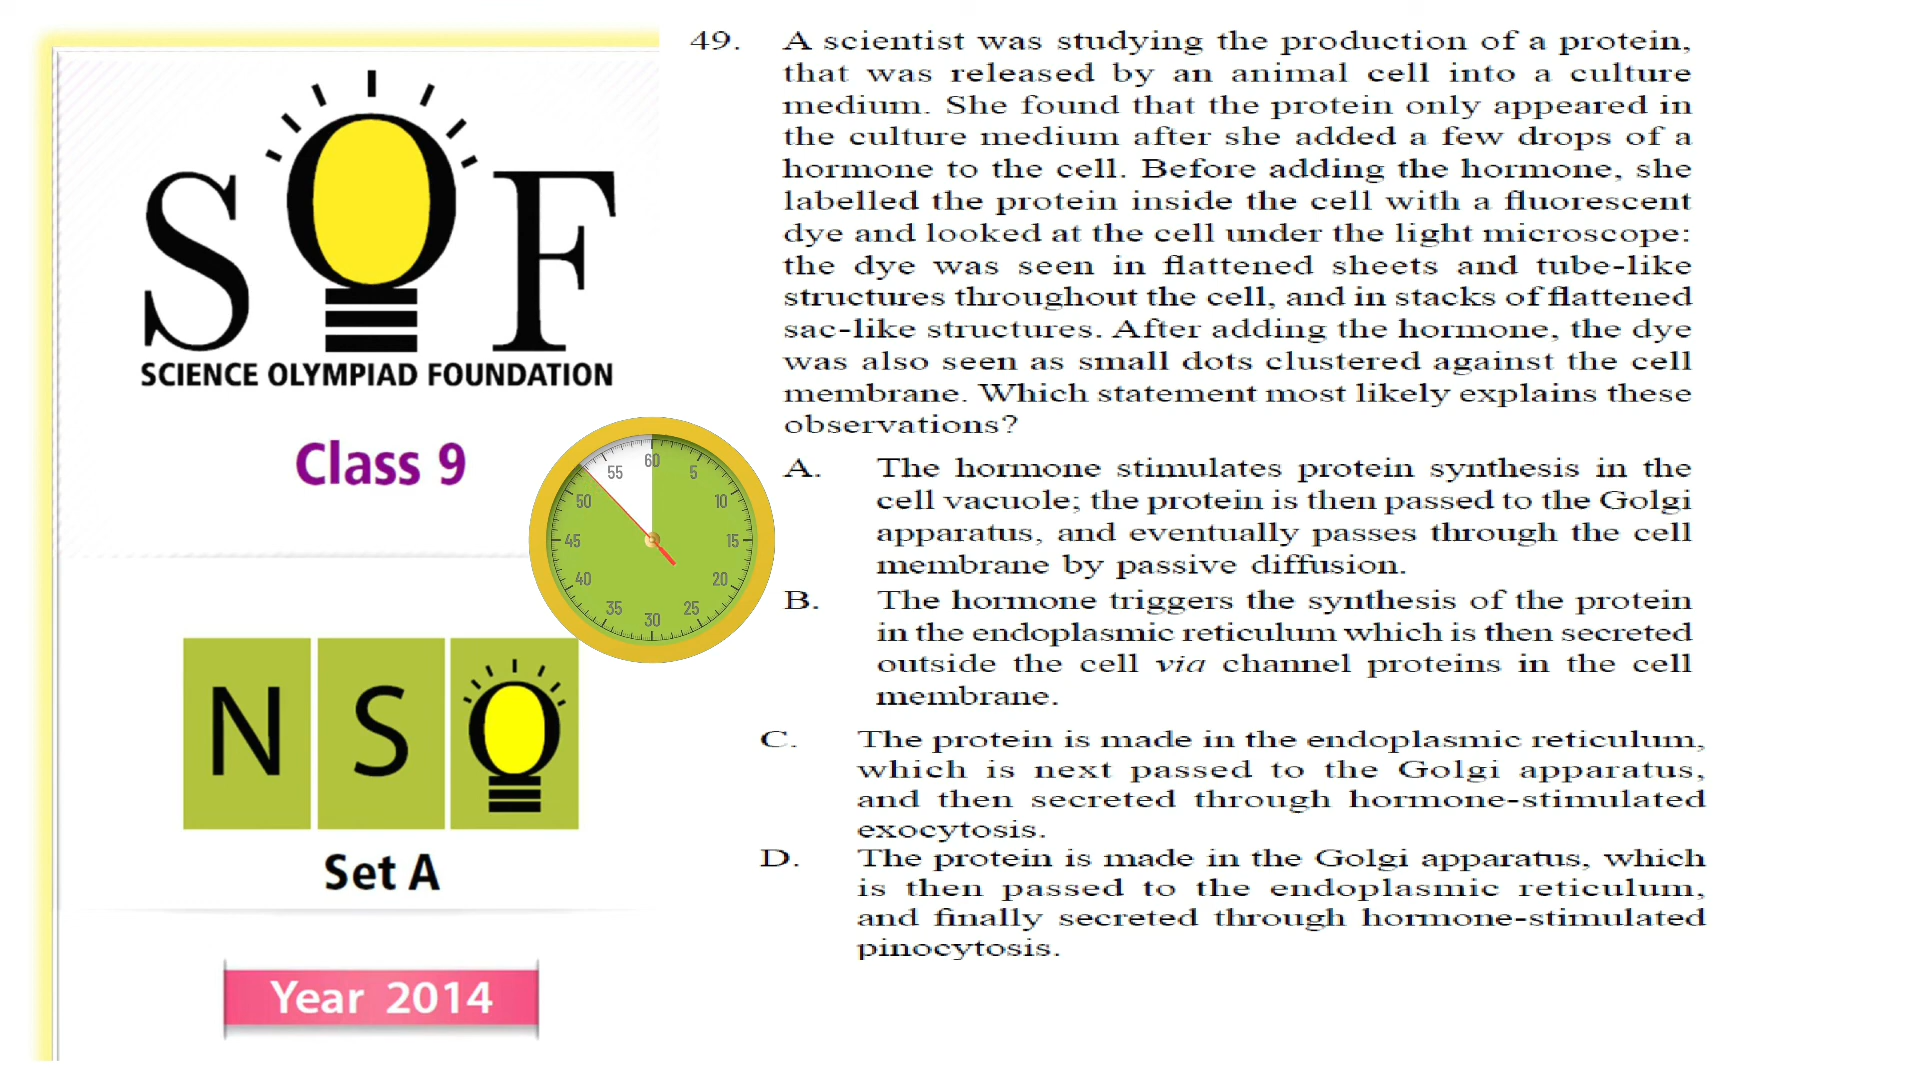 SOF
SCIENCE OLYMPIAD FOUNDATION
Class 9
60
5
10
15
20
25
30
35
40
45
50
55
NSO
Set A
Year 2014
49. A scientist was studying the production of a protein,
that was released by an animal cell into a culture
medium. She found that the protein only appeared in
the culture medium after she added a few drops of a
hormone to the cell. Before adding the hormone, she
labelled the protein inside the cell with a fluorescent
dye and looked at the cell under the light microscope:
the dye was seen in flattened sheets and tube-like
structures throughout the cell, and in stacks of flattened
sac-like structures. After adding the hormone, the dye
was also seen as small dots clustered against the cell
membrane. Which statement most likely explains these
observations?
A. The hormone stimulates protein synthesis in the
cell vacuole; the protein is then passed to the Golgi
apparatus, and eventually passes through the cell
membrane by passive diffusion.
B. The hormone triggers the synthesis of the protein
in the endoplasmic reticulum which is then secreted
outside the cell via channel proteins in the cell
membrane.
C. The protein is made in the endoplasmic reticulum,
which is next passed to the Golgi apparatus,
and then secreted through hormone-stimulated
exocytosis.
D. The protein is made in the Golgi apparatus, which
is then passed to the endoplasmic reticulum,
and finally secreted through hormone-stimulated
pinocytosis.